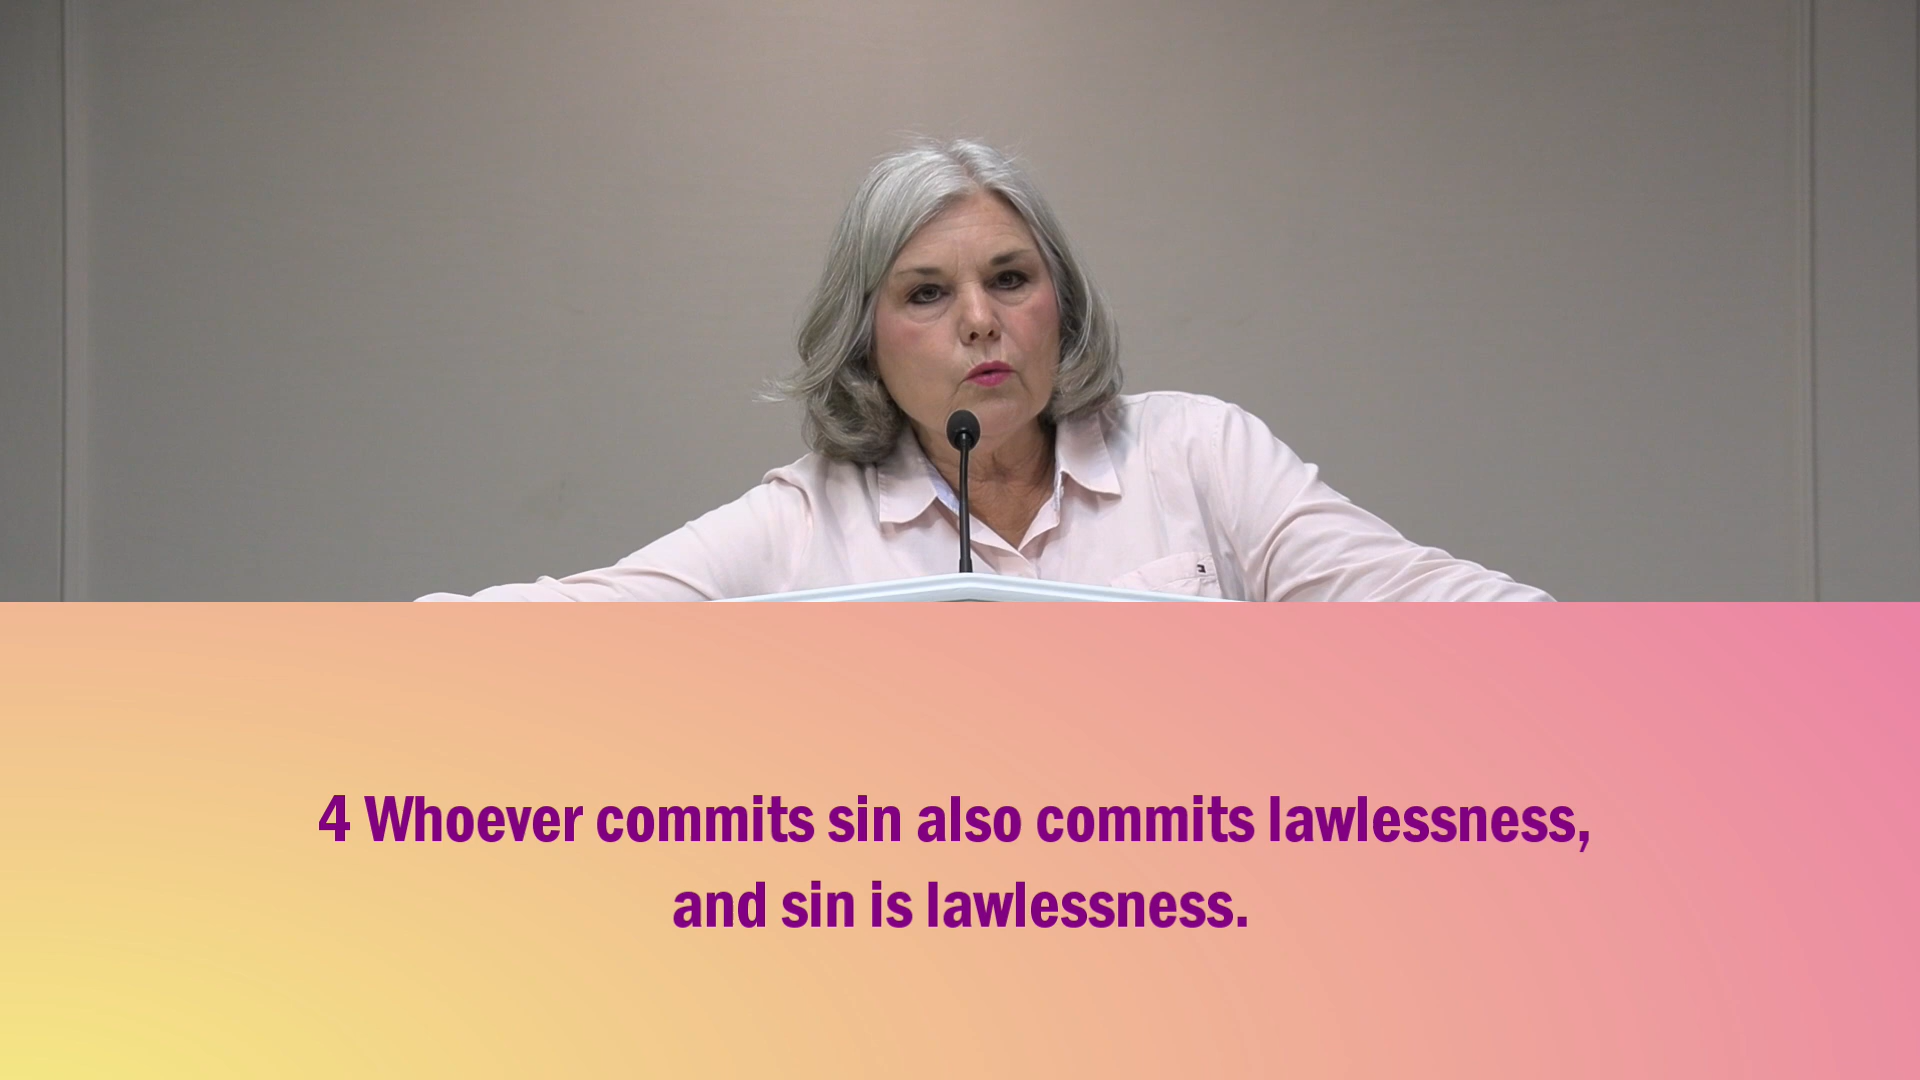 4 Whoever commits sin also commits lawlessness,
and sin is lawlessness.